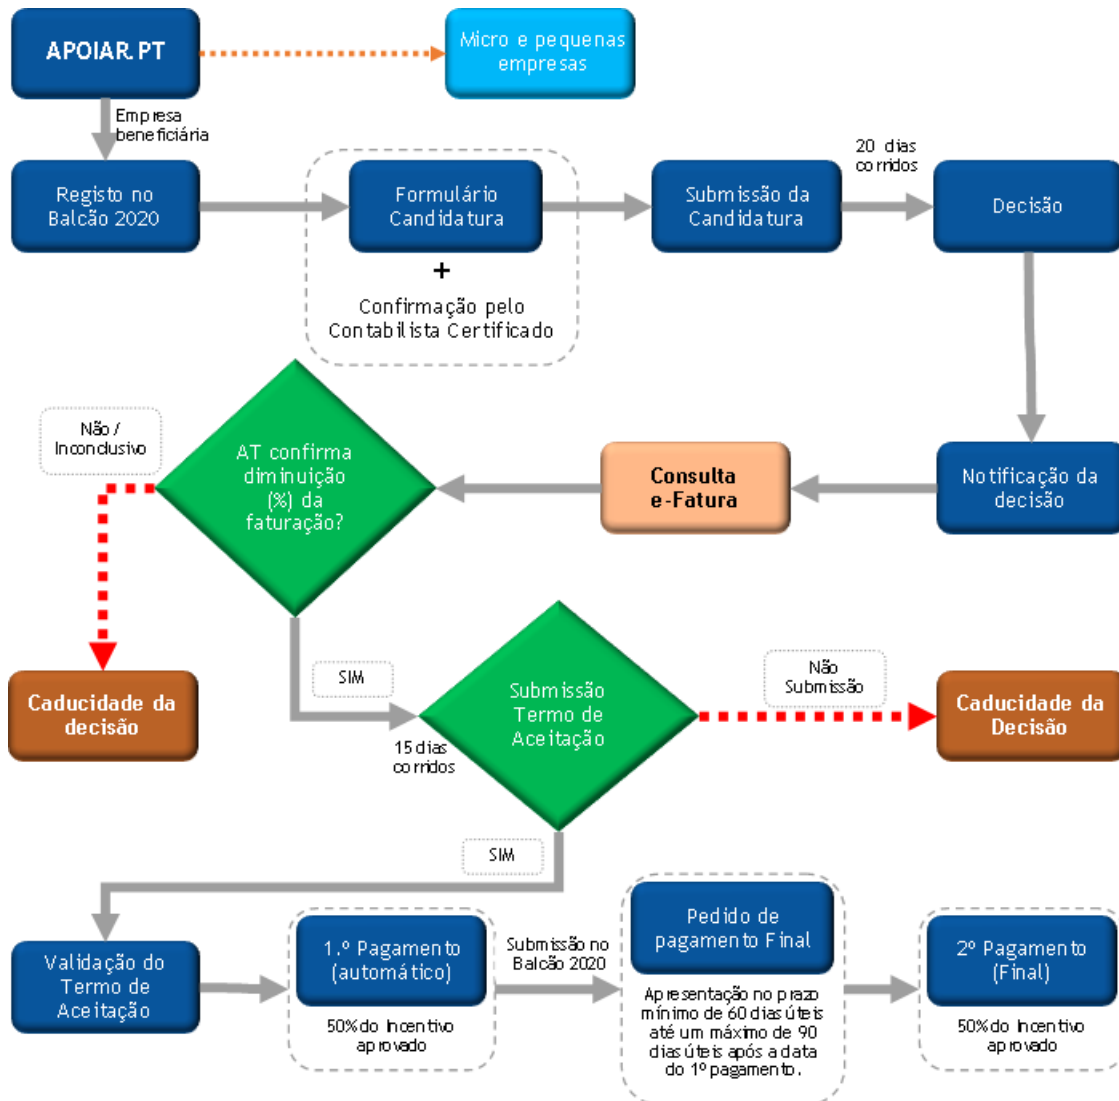 APOIAR.PT
Micro e pequenas
empresas
Empresa
beneficiária
Registo no
Balcão 2020
Formulário
Candidatura
+
Confirmação pelo
Contabilista Certificado
Submissão da
Candidatura
20 dias
corridos
Decisão
Notificação da
decisão
Consulta
e-Fatura
AT confirma
diminuição
(%) da
faturação?
Não /
Inconclusivo
Caducidade da
decisão
SIM
15 dias
corridos
Submissão
Termo de
Aceitação
Não
Submissão
Caducidade da
Decisão
SIM
Validação do
Termo de
Aceitação
1.º Pagamento
(automático)
50% do Incentivo
aprovado
Submissão no
Balcão 2020
Pedido de
pagamento Final
Apresentação no prazo
mínimo de 60 dias úteis
até um máximo de 90
dias úteis após a data
do 1º pagamento.
2º Pagamento
(Final)
50% do Incentivo
aprovado